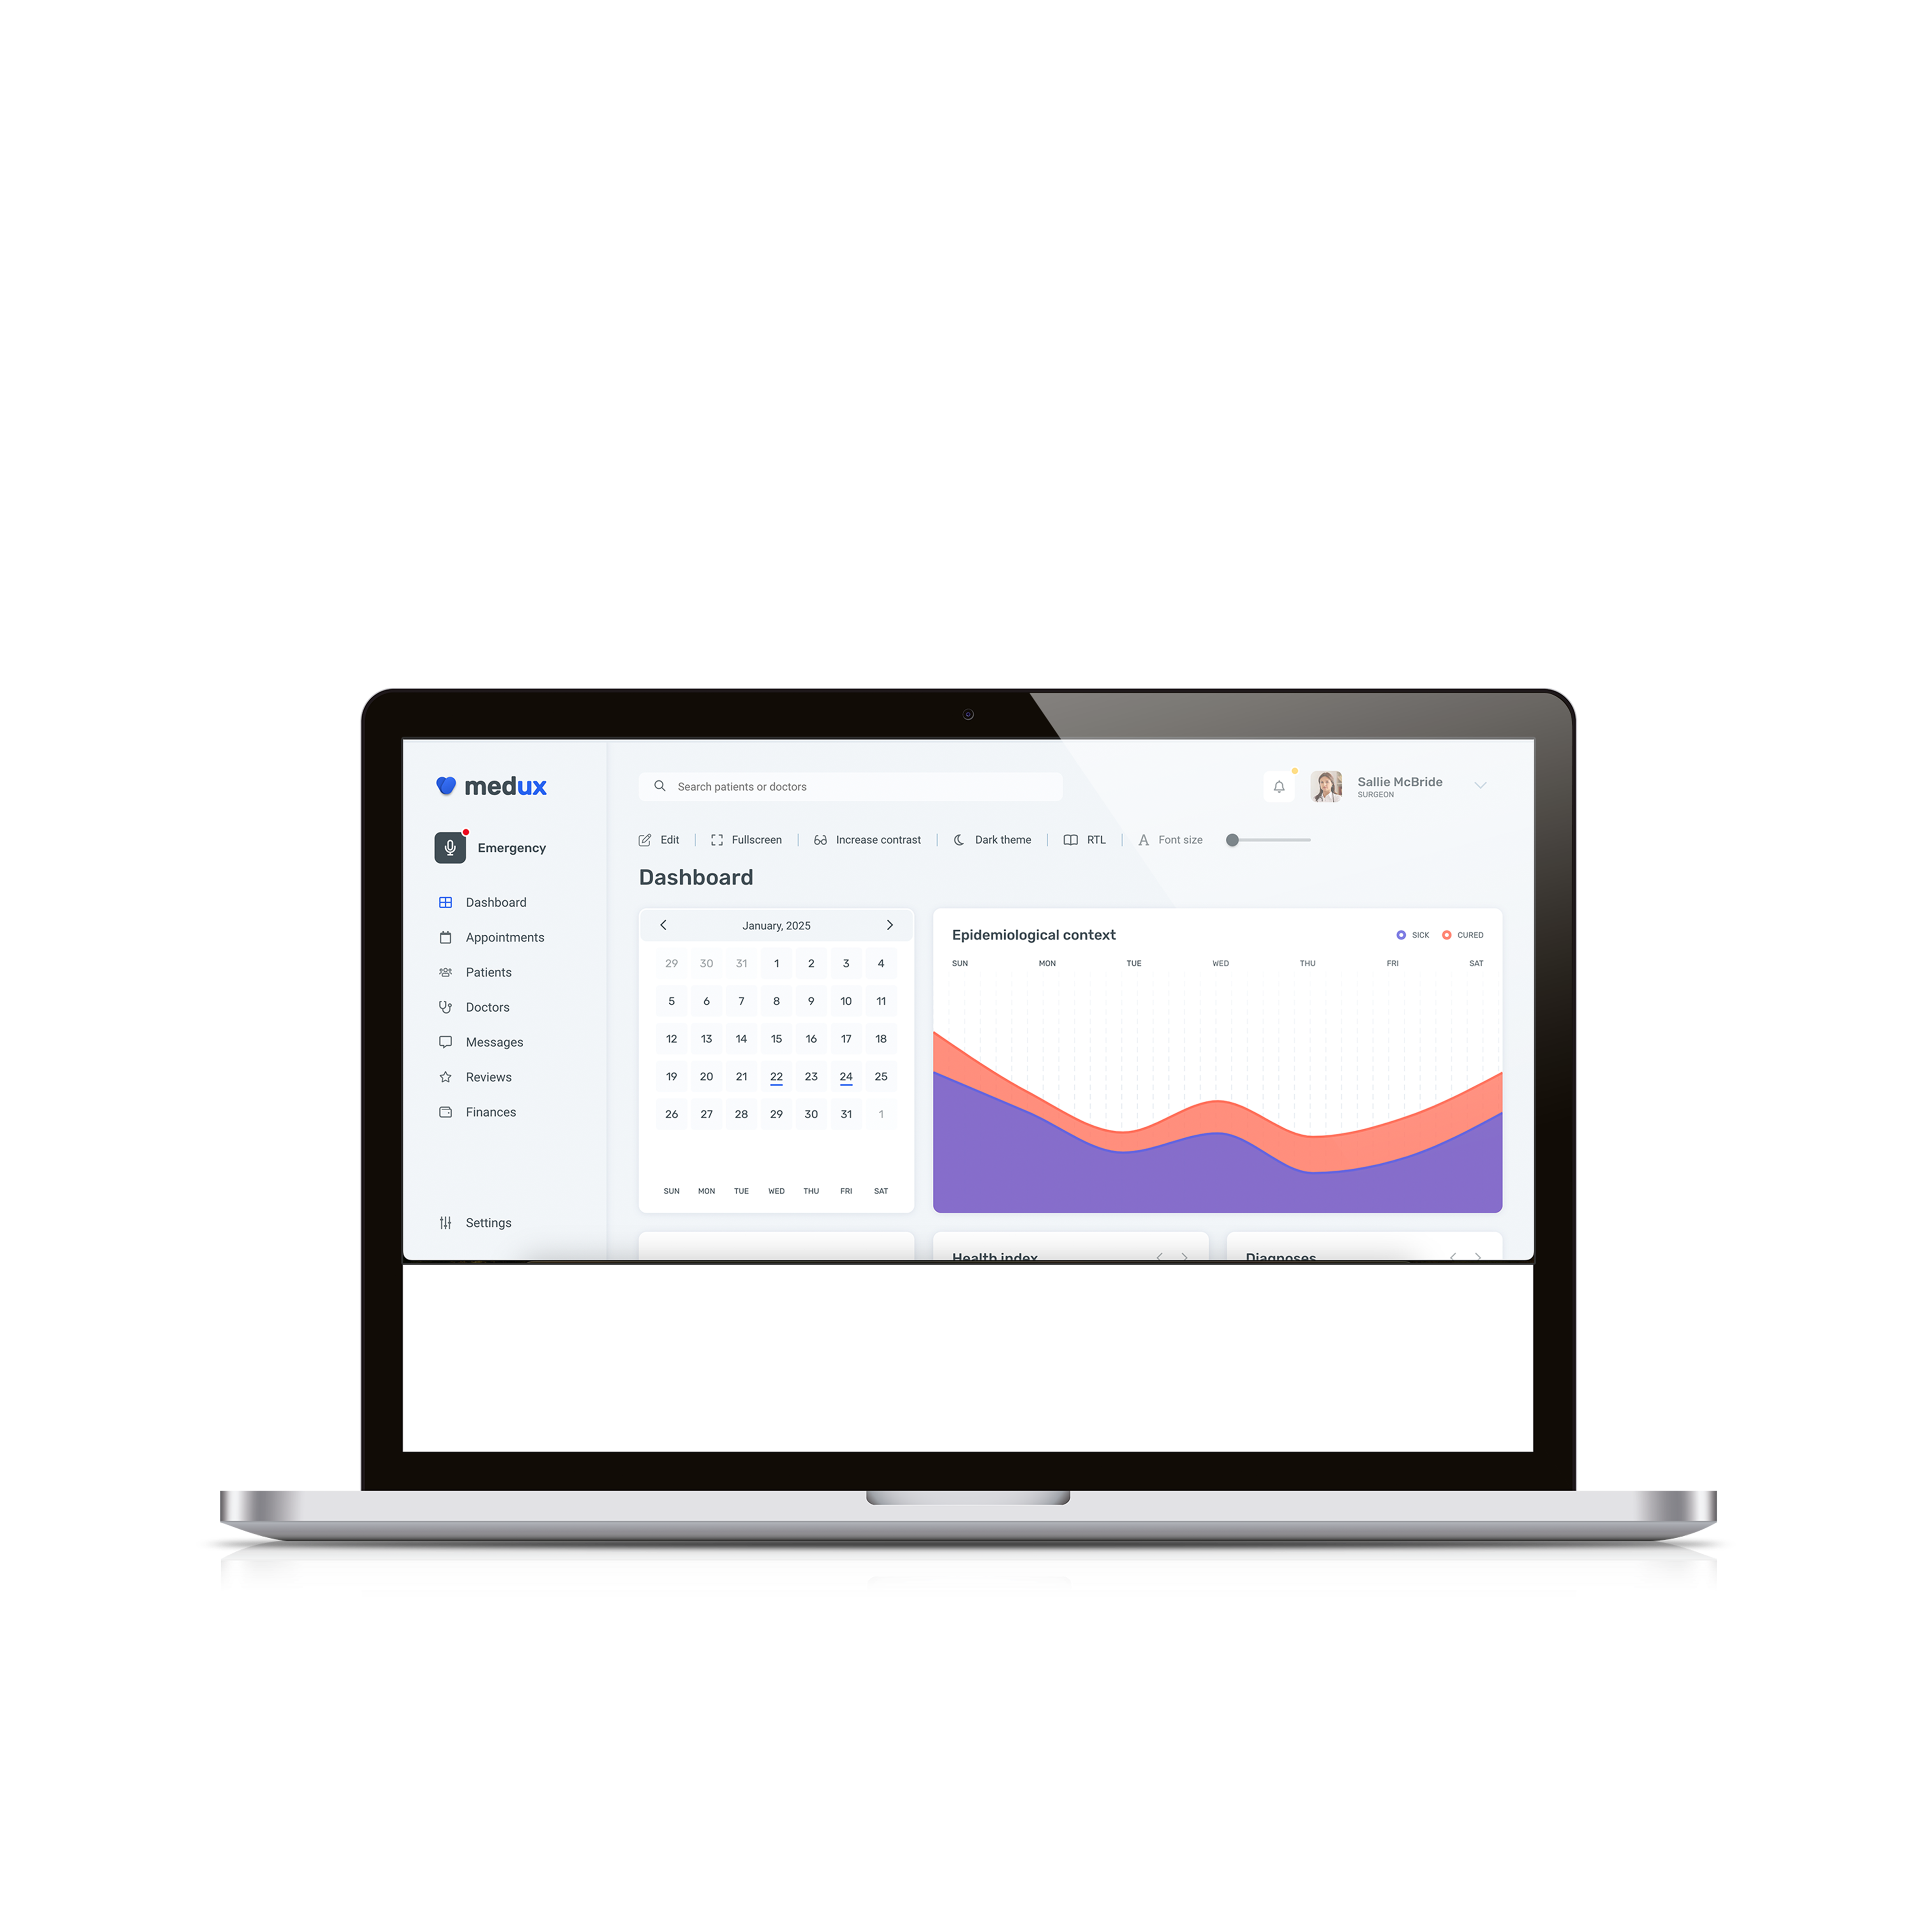 medux
Search patients or doctors
Sallie McBride
SURGEON
Emergency
Edit
Fullscreen
Increase contrast
Dark theme
RTL
A Font size
Dashboard
Dashboard
Appointments
Patients
Doctors
Messages
Reviews
Finances
Settings
January, 2025
29 30 31 1 2 3 4
5 6 7 8 9 10 11
12 13 14 15 16 17 18
19 20 21 22 23 24 25
26 27 28 29 30 31 1
SUN MON TUE WED THU FRI SAT
Epidemiological context
SICK CURED
SUN MON TUE WED THU FRI SAT
Health index
Diagnoses